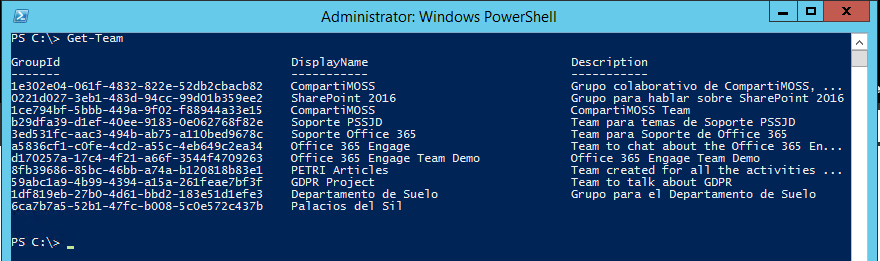 Administrator: Windows PowerShell
PS C:\> Get-Team
GroupId DisplayName Description
------- ----------- -----------
1e302e04-061f-4832-822e-52db2cbacb82 CompartiMOSS Grupo colaborativo de CompartiMOSS, ...
0221d027-3eb1-483d-94cc-99d01b359ee2 SharePoint 2016 Grupo para hablar sobre SharePoint 2016
1ce794bf-5bbb-449a-9f02-f88944a33e15 CompartiMOSS CompartiMOSS Team
b29dfa39-d1ef-40ee-9183-0e062768f82e Soporte PSSJD Team para temas de Soporte PSSJD
3ed531fc-aac3-494b-ab75-a110bed9678c Soporte Office 365 Team para Soporte de Office 365
a5836cf1-c0fe-4cd2-a55c-4eb649c2ea34 Office 365 Engage Team to chat about the Office 365 En...
d170257a-17c4-4f21-a66f-3544f4709263 Office 365 Engage Team Demo Office 365 Engage Team Demo
8fb39686-85bc-46bb-a74a-b120818b83e1 PETRI Articles Team created for all the activities ...
59abc1a9-4b99-4394-a15a-261feae7bf3f GDPR Project Team to talk about GDPR
1df819eb-27b0-4d61-bbd2-183e51d1efe3 Departamento de Suelo Grupo para el Departamento de Suelo
6ca7b7a5-52b1-47fc-b008-5c0e572c437b Palacios del Sil
PS C:\>